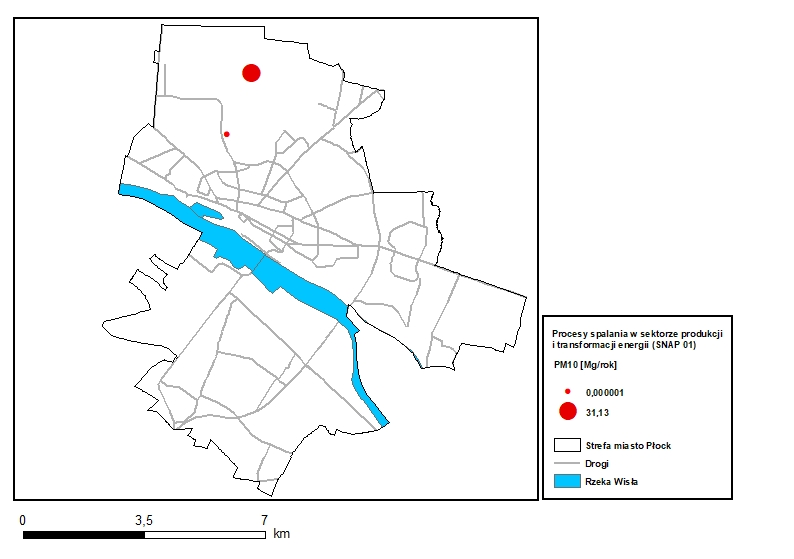 Procesy spalania w sektorze produkcji
i transformacji energii (SNAP 01)
PM10 [Mg/rok]
0,000001
31,13
Strefa miasto Płock
Drogi
Rzeka Wisła
0 3,5 7
km